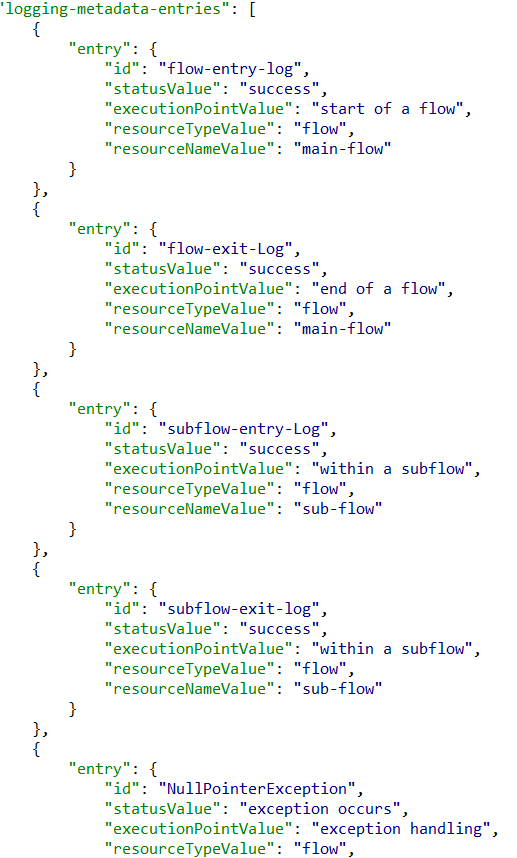 'logging-metadata-entries": [
{
"entry": {
"id": "flow-entry-log",
"statusValue": "success",
"executionPointValue": "start of a flow",
"resourceTypeValue": "flow",
"resourceNameValue": "main-flow"
}
},
{
"entry": {
"id": "flow-exit-Log",
"statusValue": "success",
"executionPointValue": "end of a flow",
"resourceTypeValue": "flow",
"resourceNameValue": "main-flow"
}
},
{
"entry": {
"id": "subflow-entry-Log",
"statusValue": "success",
"executionPointValue": "within a subflow",
"resourceTypeValue": "flow",
"resourceNameValue": "sub-flow"
}
},
{
"entry": {
"id": "subflow-exit-log",
"statusValue": "success",
"executionPointValue": "within a subflow",
"resourceTypeValue": "flow",
"resourceNameValue": "sub-flow"
}
},
{
"entry": {
"id": "NullPointerException",
"statusValue": "exception occurs",
"executionPointValue": "exception handling",
"resourceTypeValue": "flow",